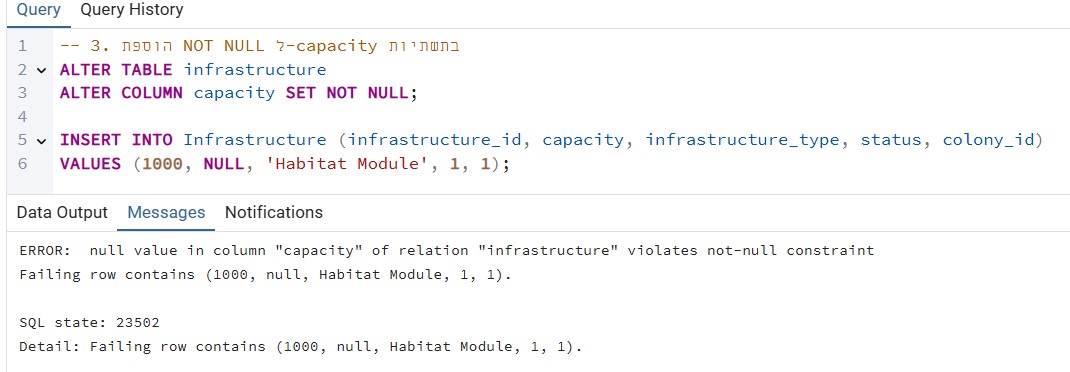 Query Query History
1 -- 3. הוספת NOT NULL ל-capacity בתשתיות
2 ALTER TABLE infrastructure
3 ALTER COLUMN capacity SET NOT NULL;
4
5 INSERT INTO Infrastructure (infrastructure_id, capacity, infrastructure_type, status, colony_id)
6 VALUES (1000, NULL, 'Habitat Module', 1, 1);
Data Output Messages Notifications
ERROR:  null value in column "capacity" of relation "infrastructure" violates not-null constraint
Failing row contains (1000, null, Habitat Module, 1, 1).
SQL state: 23502
Detail: Failing row contains (1000, null, Habitat Module, 1, 1).